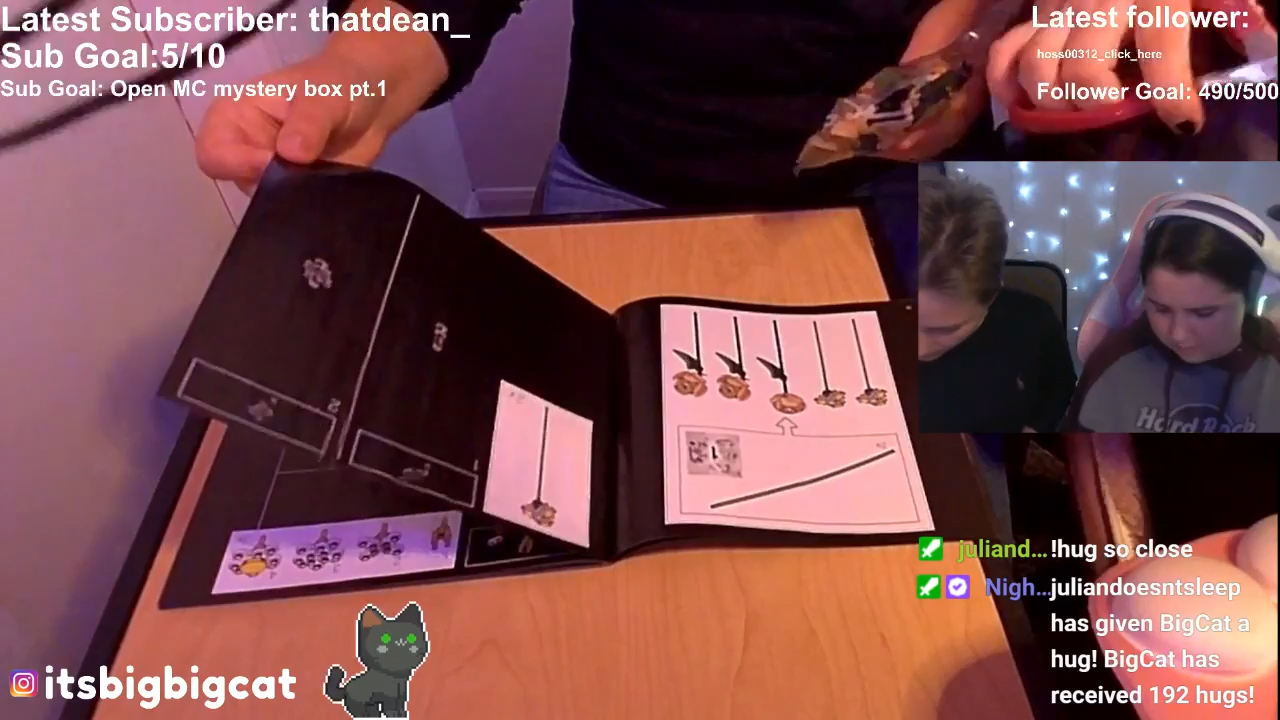 Latest Subscriber: thatdean_
Sub Goal:5/10
Sub Goal: Open MC mystery box pt.1
Latest follower:
hoss00312_click_here
Follower Goal: 490/500
Hard Rock
juliand... !hug so close
Nigh... juliandoesntsleep
has given BigCat a
hug! BigCat has
received 192 hugs!
itsbigbigcat